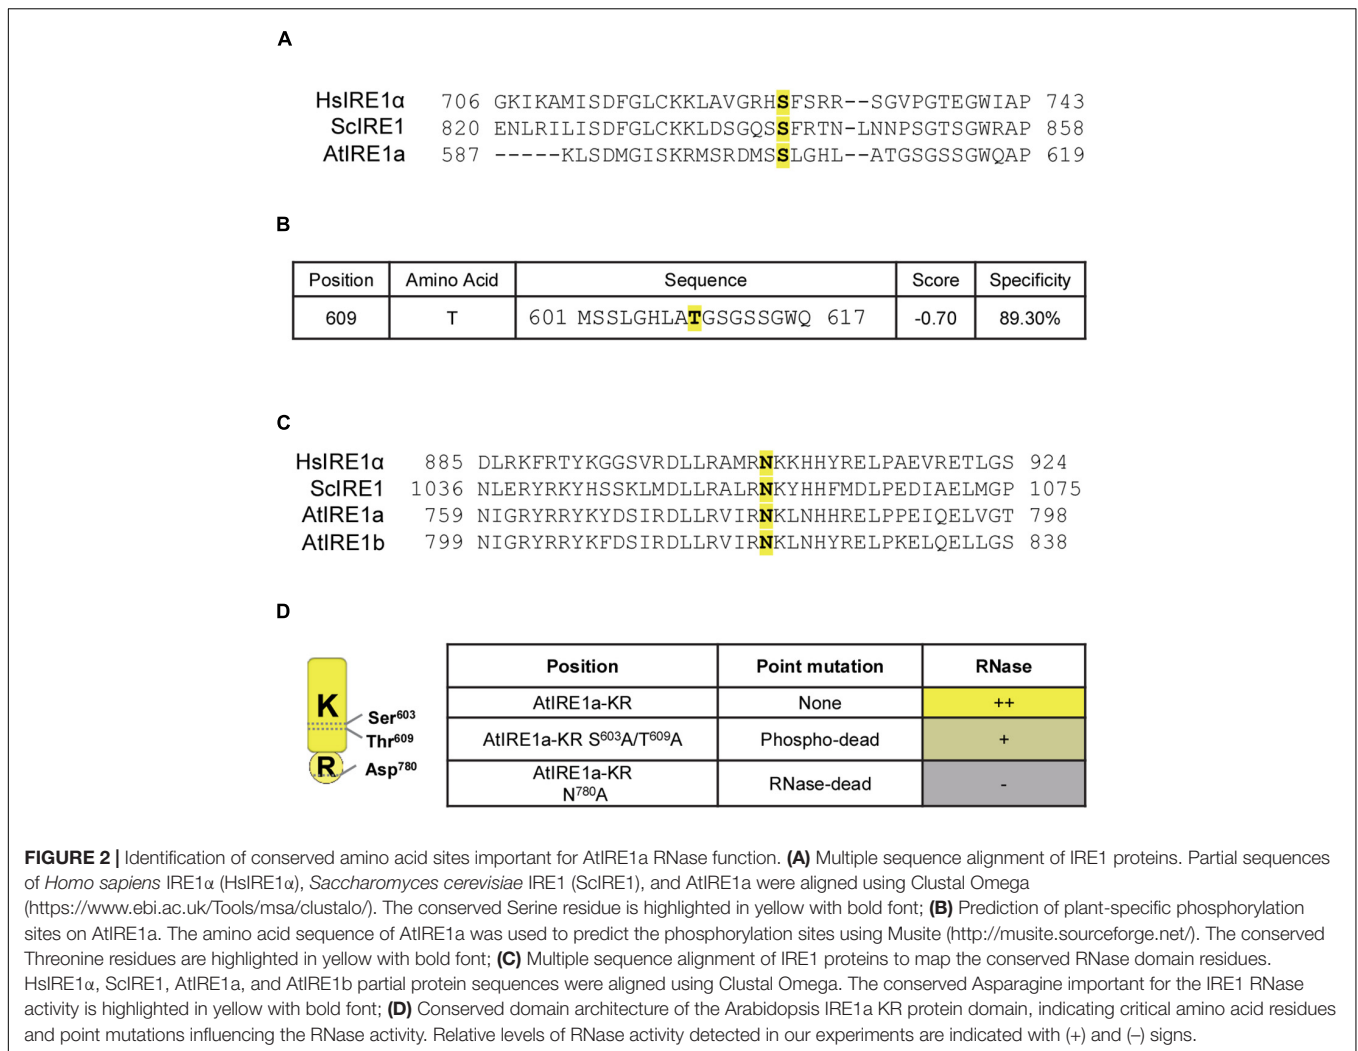 A
HsIRE1α 706 GKIKAMISDFGLCKKLAVGRHSFSRR--SGVPGTEGWIAP 743
ScIRE1 820 ENLRILISDFGLCKKLDSGQSSFRTN-LNNPSGTSGWRAP 858
AtIRE1a 587 -----KLSDMGISKRMSRDMSSLGHL--ATGSGSSGWQAP 619
B
Position Amino Acid Sequence Score Specificity
609 T 601 MSSLGHLATGSGSSGWQ 617 -0.70 89.30%
C
HsIRE1α 885 DLRKFRTYKGGSVRDLLRAMRNKKHHYRELPAEVRETLGS 924
ScIRE1 1036 NLERYRKYHSSKLMDLLRALRNKYHHFMDLPEDIAELMGP 1075
AtIRE1a 759 NIGRYRRYKYDSIRDLLRVIRNKLNHHRELPPEIQELVGT 798
AtIRE1b 799 NIGRYRRYKFDSIRDLLRVIRNKLNHYRELPKELQELLGS 838
D
K
Ser603
Thr609
R
Asp780
Position Point mutation RNase
AtIRE1a-KR None ++
AtIRE1a-KR S603A/T609A Phospho-dead +
AtIRE1a-KR
N780A RNase-dead -
FIGURE 2 | Identification of conserved amino acid sites important for AtIRE1a RNase function. (A) Multiple sequence alignment of IRE1 proteins. Partial sequences
of Homo sapiens IRE1α (HsIRE1α), Saccharomyces cerevisiae IRE1 (ScIRE1), and AtIRE1a were aligned using Clustal Omega
(https://www.ebi.ac.uk/Tools/msa/clustalo/). The conserved Serine residue is highlighted in yellow with bold font; (B) Prediction of plant-specific phosphorylation
sites on AtIRE1a. The amino acid sequence of AtIRE1a was used to predict the phosphorylation sites using Musite (http://musite.sourceforge.net/). The conserved
Threonine residues are highlighted in yellow with bold font; (C) Multiple sequence alignment of IRE1 proteins to map the conserved RNase domain residues.
HsIRE1α, ScIRE1, AtIRE1a, and AtIRE1b partial protein sequences were aligned using Clustal Omega. The conserved Asparagine important for the IRE1 RNase
activity is highlighted in yellow with bold font; (D) Conserved domain architecture of the Arabidopsis IRE1a KR protein domain, indicating critical amino acid residues
and point mutations influencing the RNase activity. Relative levels of RNase activity detected in our experiments are indicated with (+) and (–) signs.